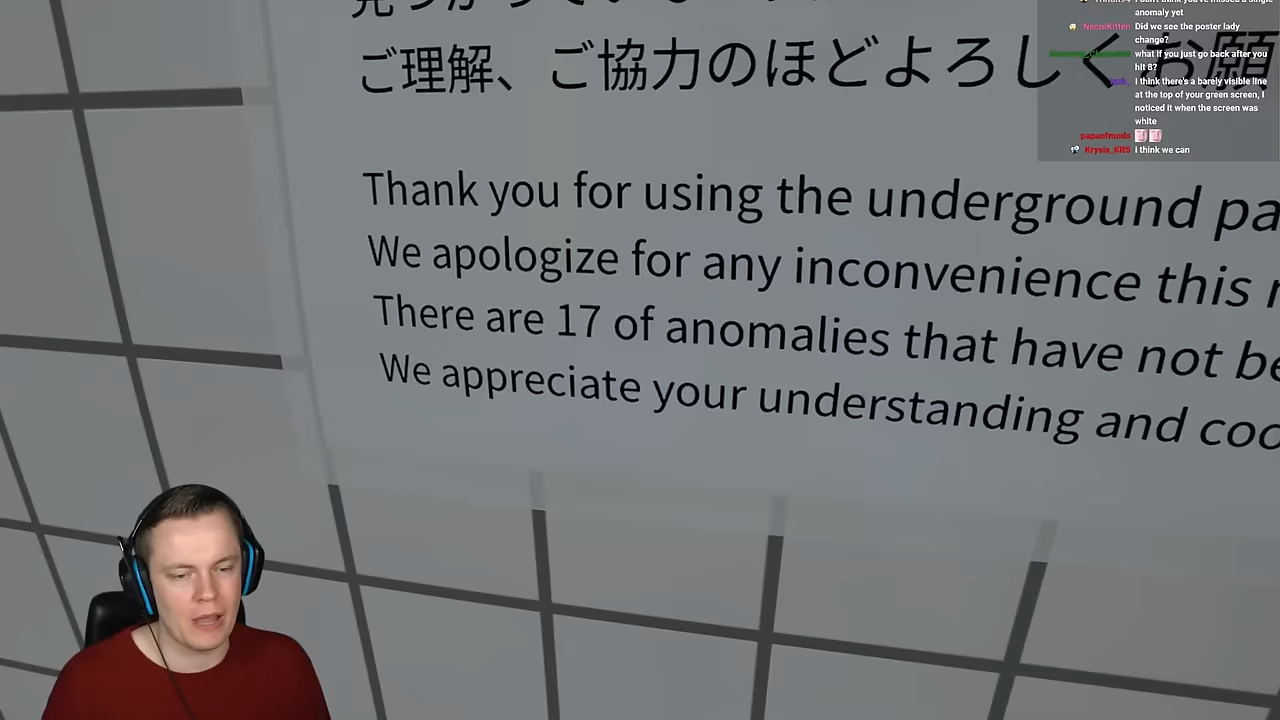 ご理解、ご協力のほどよろしくお願
Thank you for using the underground pa
We apologize for any inconvenience this
There are 17 of anomalies that have not be
We appreciate your understanding and coo
anomaly yet
NecroKitten Did we see the poster lady
change?
what if you just go back after you
hit 8?
I think there's a barely visible line
at the top of your green screen, I
noticed it when the screen was
white
papaofmods
Krysis_KRS i think we can